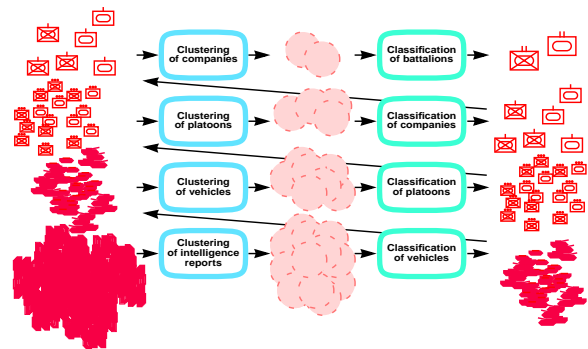 Clustering
of companies
Classification
of battalions
Clustering
of platoons
Classification
of companies
Clustering
of vehicles
Classification
of platoons
Clustering
of intelligence
reports
Classification
of vehicles